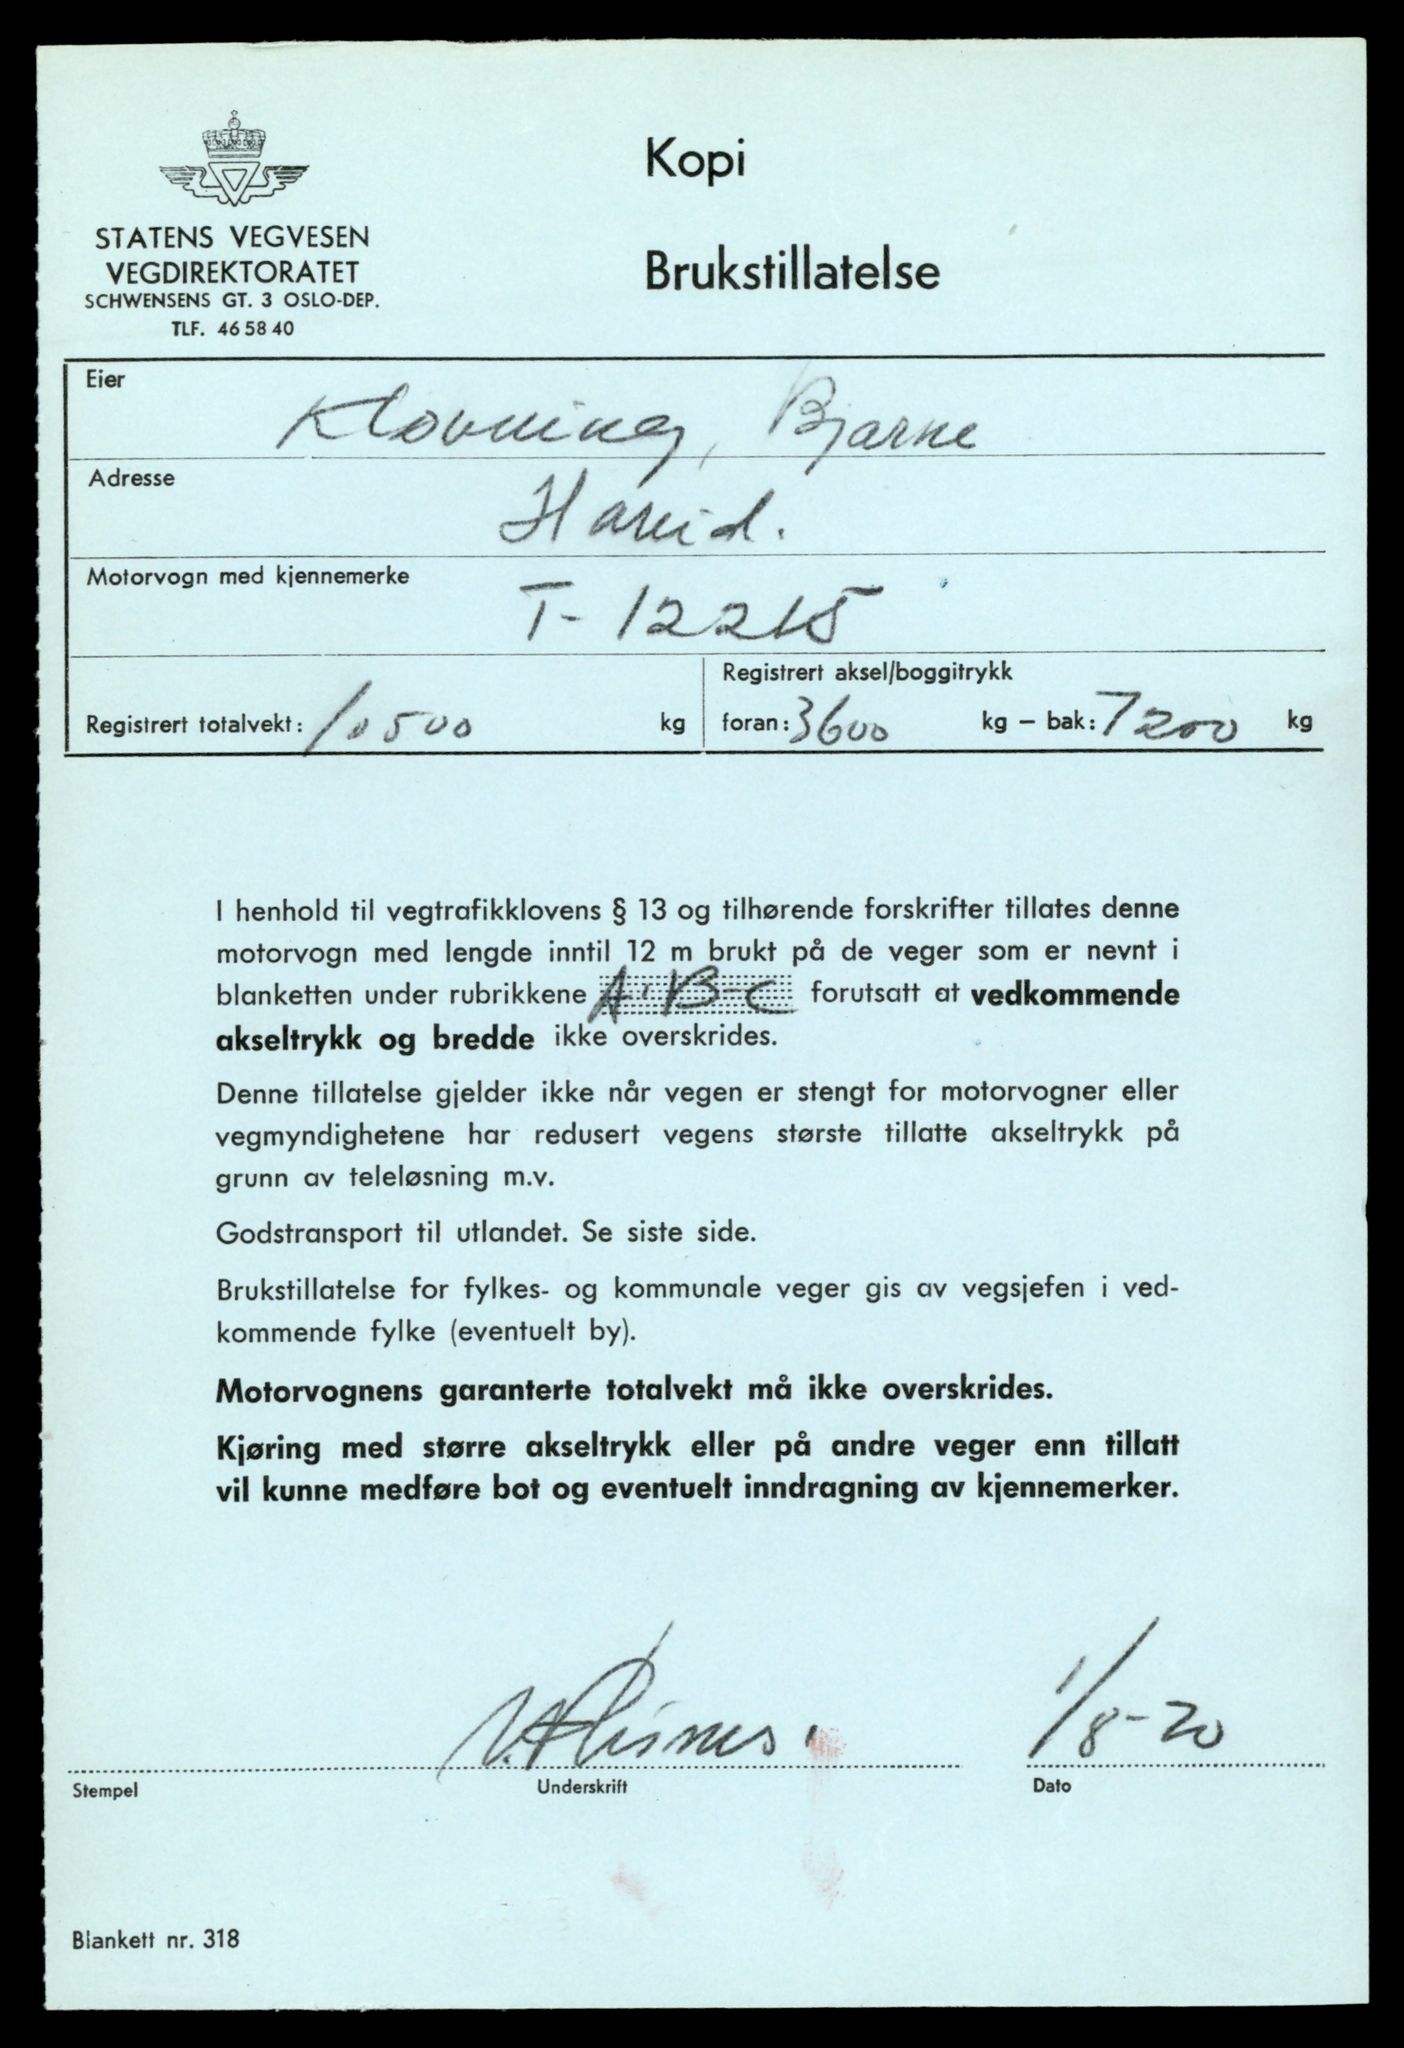 STATENS VEGVESEN
VEGDIREKTORATET
SCHWENSENS GT. 3 OSLO-DEP.
TLF. 46 58 40
Kopi
Brukstillatelse
Eier
Klovning, Bjarne
Adresse
Hareid.
Motorvogn med kjennemerke
T- 12215
Registrert totalvekt: 10500 kg
Registrert aksel/boggitrykk
foran: 3600 kg – bak: 7200 kg
I henhold til vegtrafikklovens § 13 og tilhørende forskrifter tillates denne
motorvogn med lengde inntil 12 m brukt på de veger som er nevnt i
blanketten under rubrikkene A-B-C forutsatt at vedkommende
akseltrykk og bredde ikke overskrides.
Denne tillatelse gjelder ikke når vegen er stengt for motorvogner eller
vegmyndighetene har redusert vegens største tillatte akseltrykk på
grunn av teleløsning m.v.
Godstransport til utlandet. Se siste side.
Brukstillatelse for fylkes- og kommunale veger gis av vegsjefen i ved-
kommende fylke (eventuelt by).
Motorvognens garanterte totalvekt må ikke overskrides.
Kjøring med større akseltrykk eller på andre veger enn tillatt
vil kunne medføre bot og eventuelt inndragning av kjennemerker.
1/8-70
Stempel
Underskrift
Dato
Blankett nr. 318